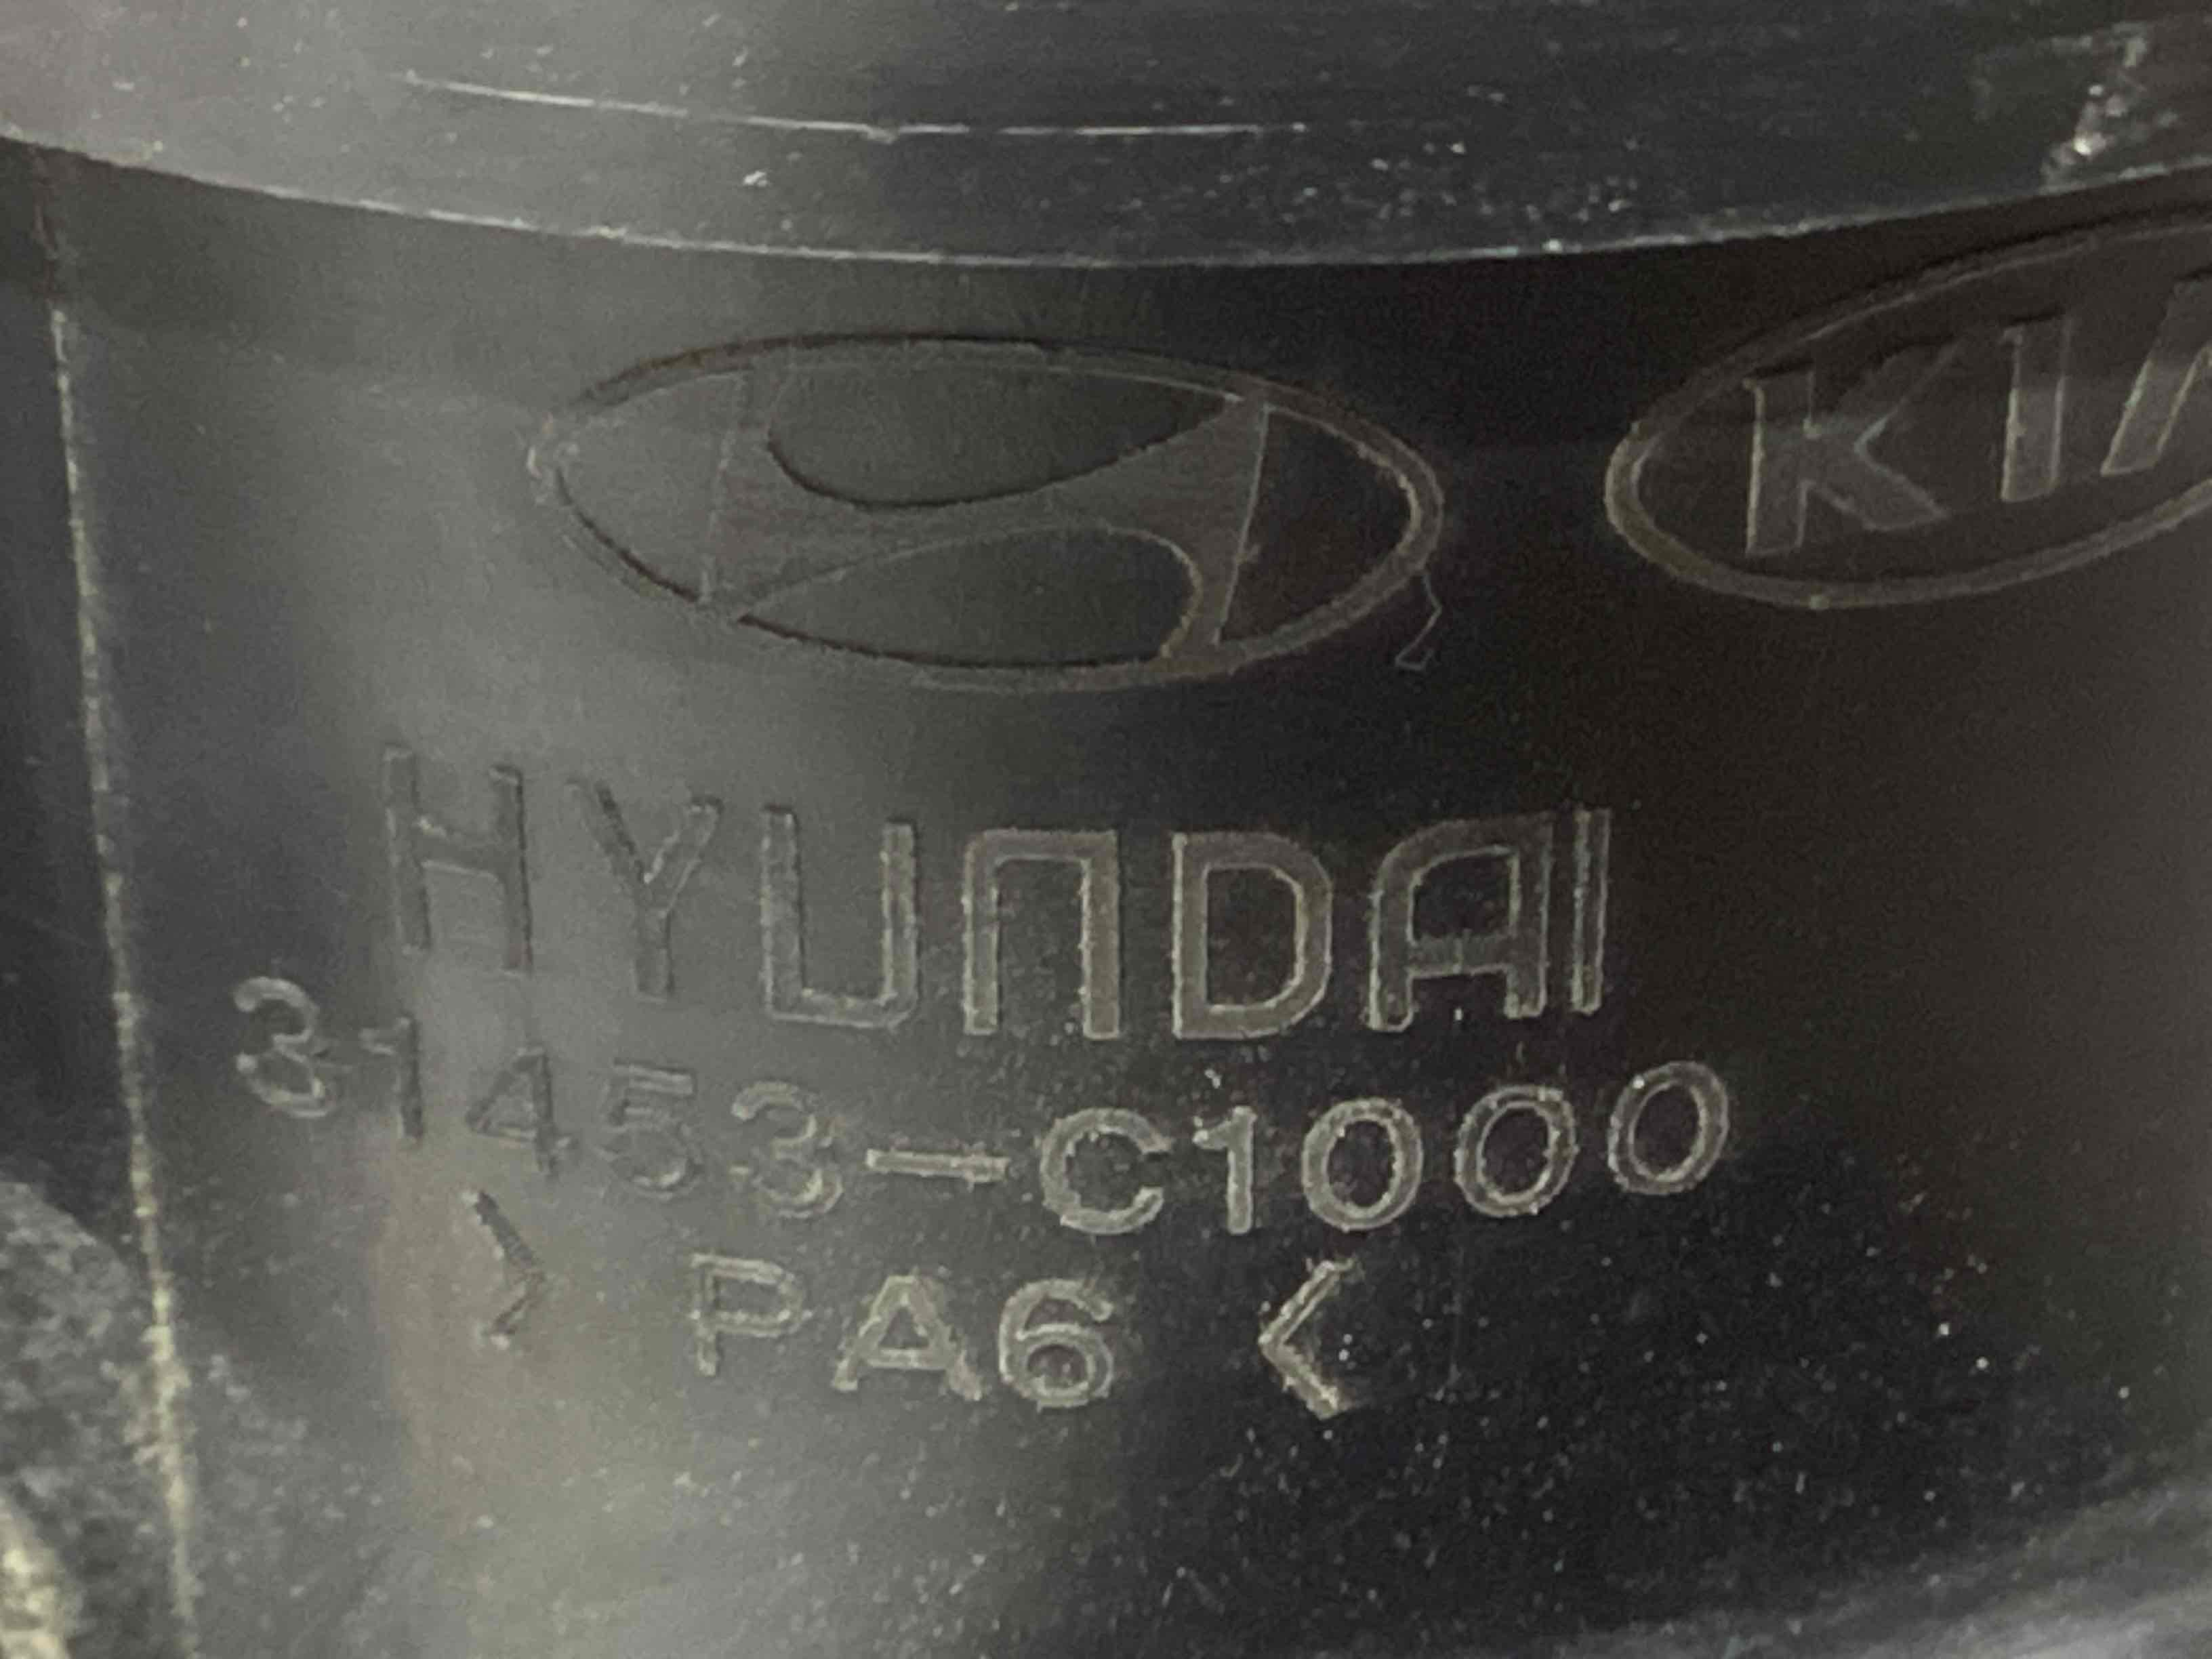 KIA
HYUNDAI
31453-C1000
> PA6 <